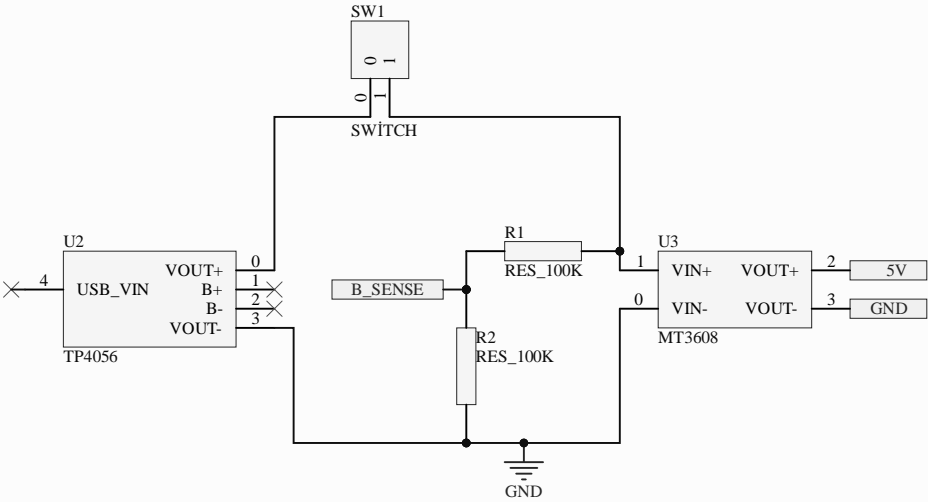 SW1
0 1
0 1
SWİTCH
U2
VOUT+ 0
4 USB_VIN B+ 1
B- 2
VOUT- 3
TP4056
R1
RES_100K
B_SENSE
R2
RES_100K
U3
1 VIN+ VOUT+ 2 5V
0 VIN- VOUT- 3 GND
MT3608
GND